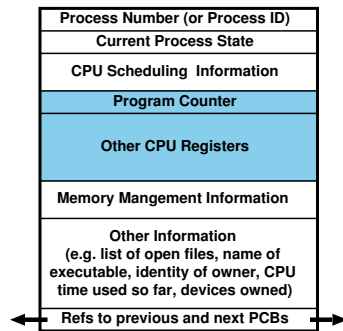 Process Number (or Process ID)
Current Process State
CPU Scheduling Information
Program Counter
Other CPU Registers
Memory Mangement Information
Other Information
(e.g. list of open files, name of
executable, identity of owner, CPU
time used so far, devices owned)
Refs to previous and next PCBs